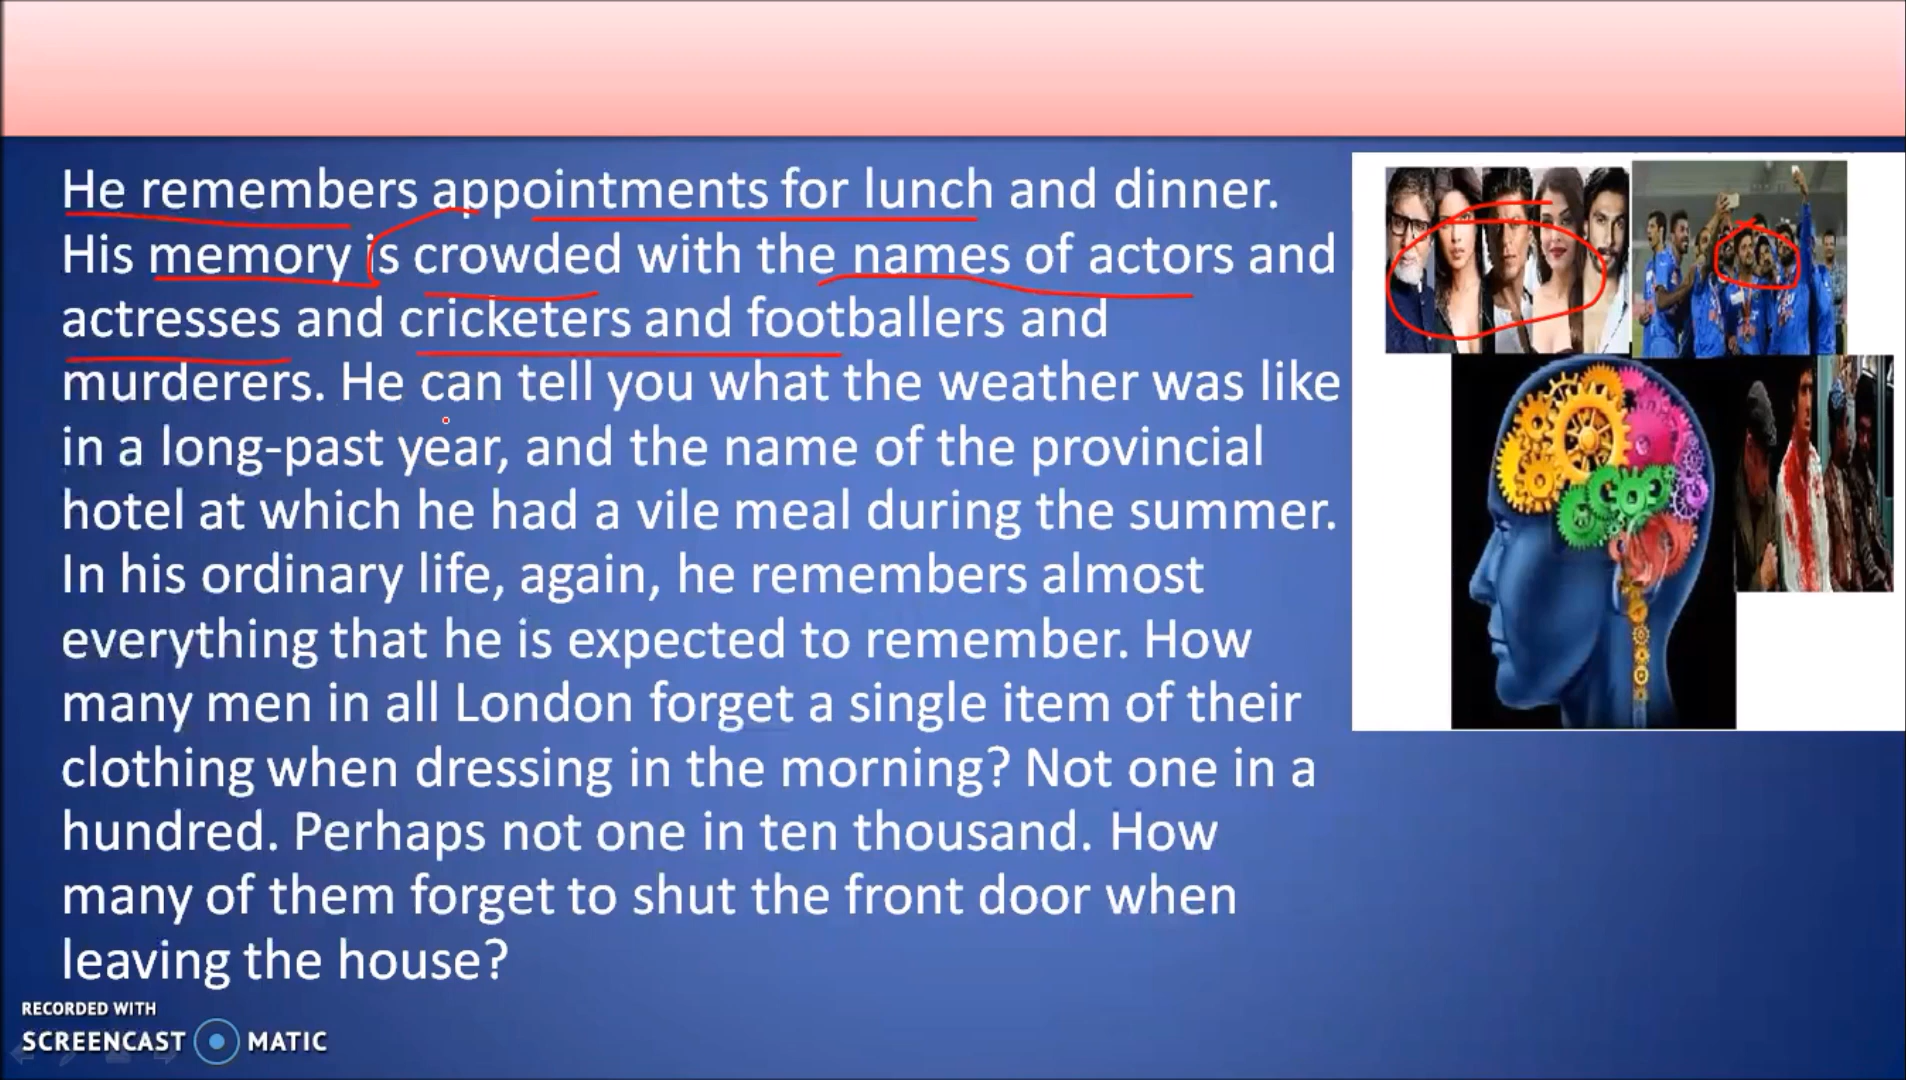 He remembers appointments for lunch and dinner.
His memory is crowded with the names of actors and
actresses and cricketers and footballers and
murderers. He can tell you what the weather was like
in a long-past year, and the name of the provincial
hotel at which he had a vile meal during the summer.
In his ordinary life, again, he remembers almost
everything that he is expected to remember. How
many men in all London forget a single item of their
clothing when dressing in the morning? Not one in a
hundred. Perhaps not one in ten thousand. How
many of them forget to shut the front door when
leaving the house?
RECORDED WITH
SCREENCAST MATIC